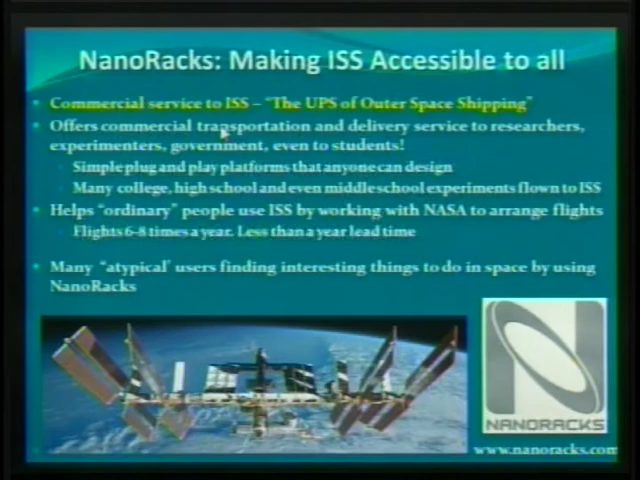 NanoRacks: Making ISS Accessible to all
Commercial service to ISS – "The UPS of Outer Space Shipping"
Offers commercial transportation and delivery service to researchers,
experimenters, government, even to students!
Simple plug and play platforms that anyone can design
Many college, high school and even middle school experiments flown to ISS
Helps "ordinary" people use ISS by working with NASA to arrange flights
Flights 6-8 times a year. Less than a year lead time
Many "atypical' users finding interesting things to do in space by using
NanoRacks
N
NANORACKS
www.nanoracks.com